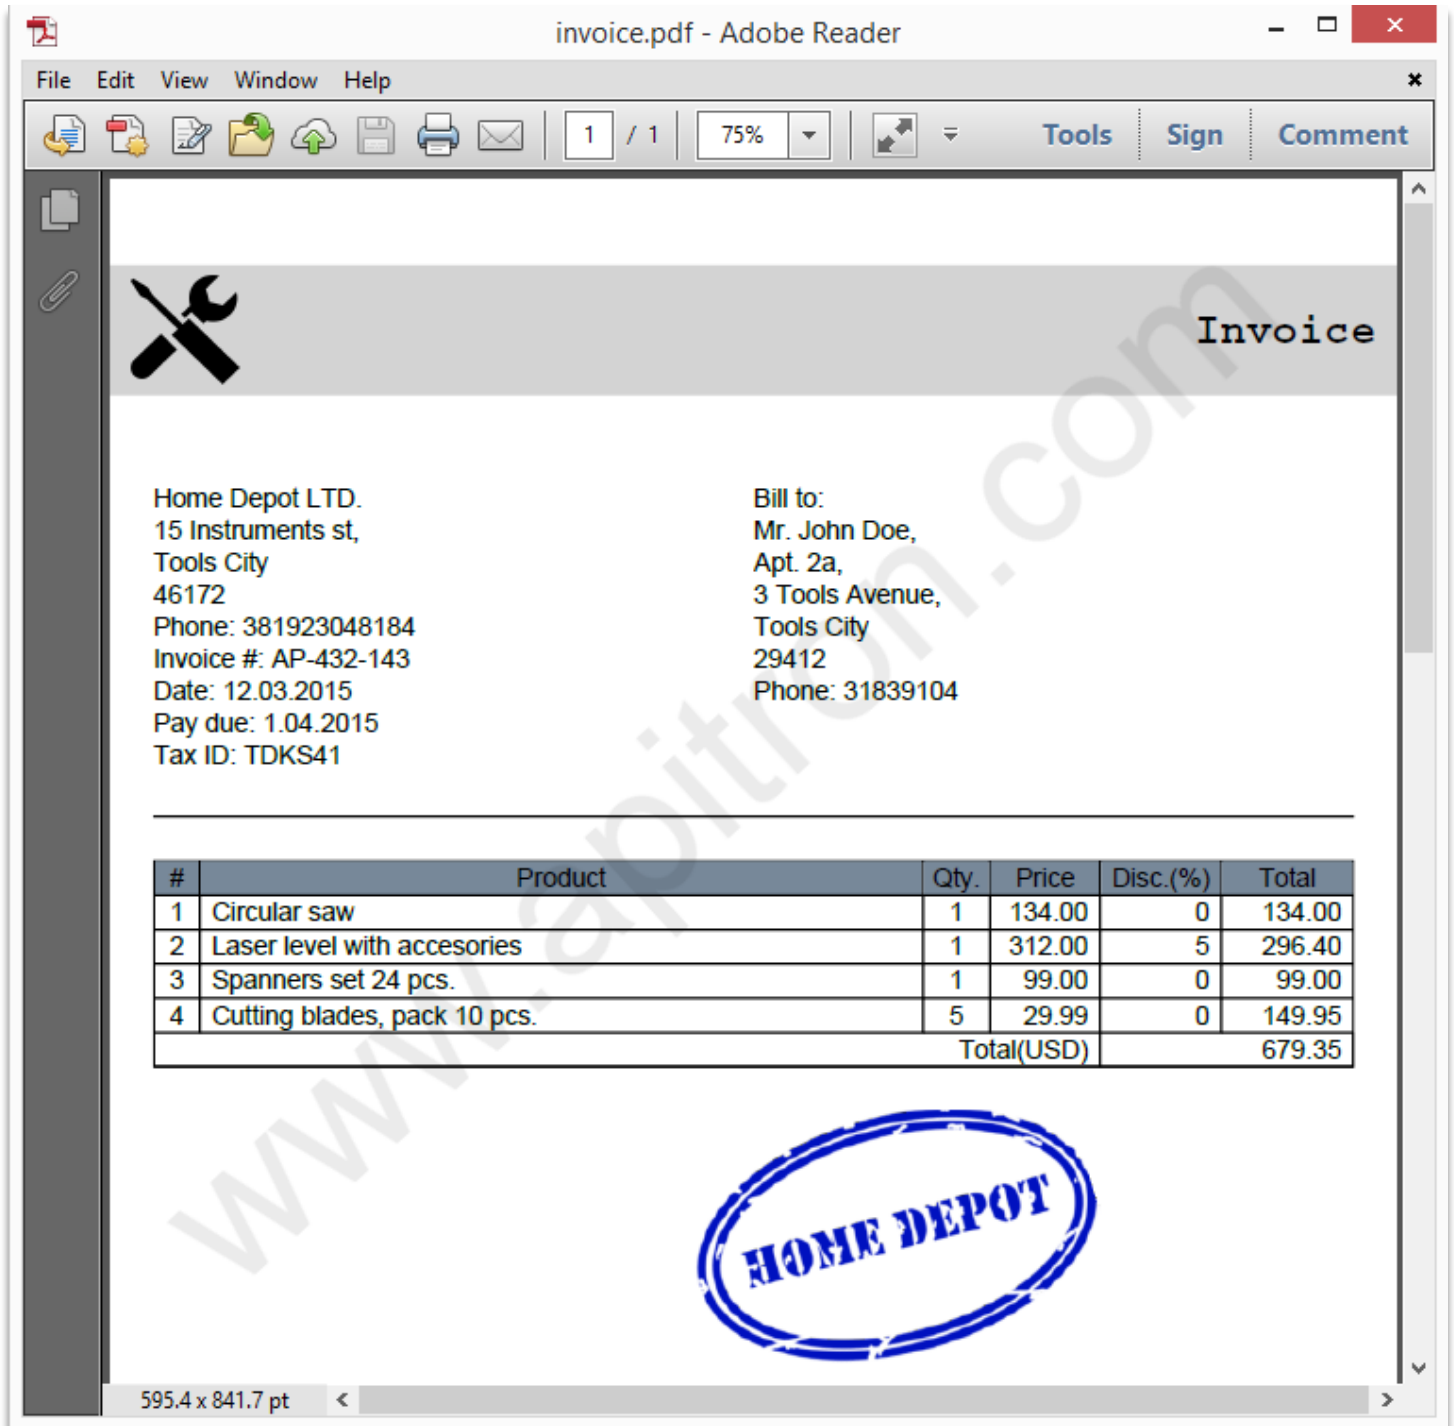 invoice.pdf - Adobe Reader
File Edit View Window Help
1 / 1 75% Tools Sign Comment
Invoice
Home Depot LTD.
15 Instruments st,
Tools City
46172
Phone: 381923048184
Invoice #: AP-432-143
Date: 12.03.2015
Pay due: 1.04.2015
Tax ID: TDKS41
Bill to:
Mr. John Doe,
Apt. 2a,
3 Tools Avenue,
Tools City
29412
Phone: 31839104
# Product Qty. Price Disc.(%) Total
1 Circular saw 1 134.00 0 134.00
2 Laser level with accesories 1 312.00 5 296.40
3 Spanners set 24 pcs. 1 99.00 0 99.00
4 Cutting blades, pack 10 pcs. 5 29.99 0 149.95
Total(USD) 679.35
HOME DEPOT
www.apitron.com
595.4 x 841.7 pt